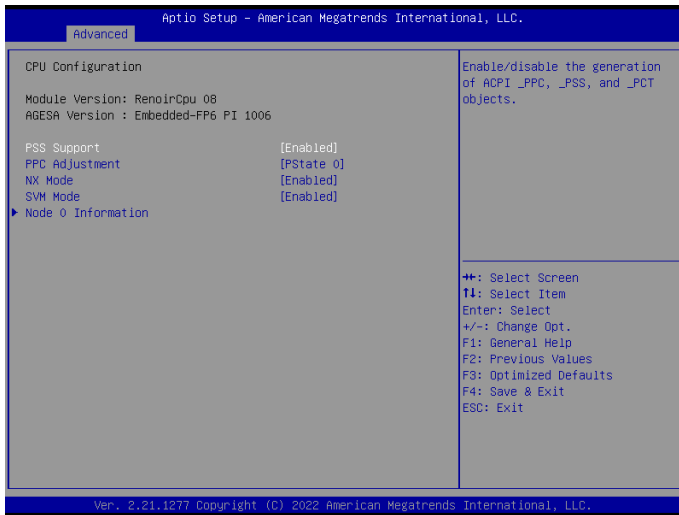 Aptio Setup – American Megatrends International, LLC.
Advanced
CPU Configuration
Module Version: RenoirCpu 08
AGESA Version : Embedded-FP6 PI 1006
PSS Support [Enabled]
PPC Adjustment [PState 0]
NX Mode [Enabled]
SVM Mode [Enabled]
Node 0 Information
Enable/disable the generation
of ACPI _PPC, _PSS, and _PCT
objects.
→←: Select Screen
↑↓: Select Item
Enter: Select
+/-: Change Opt.
F1: General Help
F2: Previous Values
F3: Optimized Defaults
F4: Save & Exit
ESC: Exit
Ver. 2.21.1277 Copyright (C) 2022 American Megatrends International, LLC.